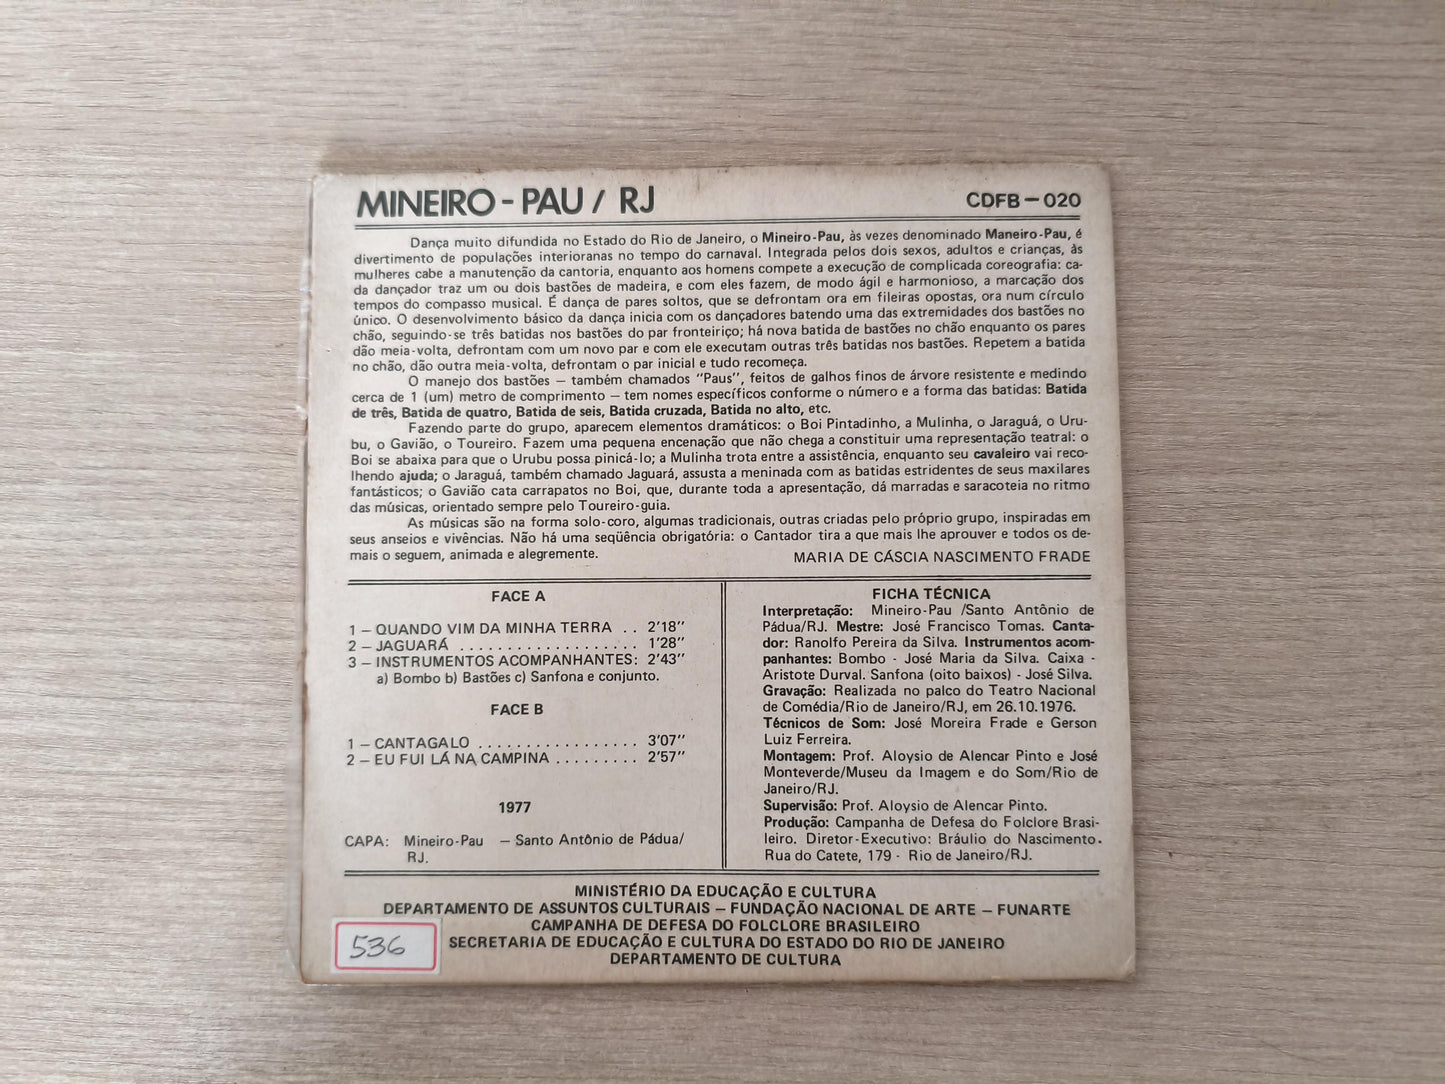 MINEIRO - PAU / RJ
CDFB — 020
Dança muito difundida no Estado do Rio de Janeiro, o Mineiro-Pau, às vezes denominado Maneiro-Pau, é
divertimento de populações interioranas no tempo do carnaval. Integrada pelos dois sexos, adultos e crianças, às
mulheres cabe a manutenção da cantoria, enquanto aos homens compete a execução de complicada coreografia: ca-
da dançador traz um ou dois bastões de madeira, e com eles fazem, de modo ágil e harmonioso, a marcação dos
tempos do compasso musical. É dança de pares soltos, que se defrontam ora em fileiras opostas, ora num círculo
único. O desenvolvimento básico da dança inicia com os dançadores batendo uma das extremidades dos bastões no
chão, seguindo-se três batidas nos bastões do par fronteiriço; há nova batida de bastões no chão enquanto os pares
dão meia-volta, defrontam com um novo par e com ele executam outras três batidas nos bastões. Repetem a batida
no chão, dão outra meia-volta, defrontam o par inicial e tudo recomeça.
O manejo dos bastões — também chamados "Paus", feitos de galhos finos de árvore resistente e medindo
cerca de 1 (um) metro de comprimento — tem nomes específicos conforme o número e a forma das batidas: Batida
de três, Batida de quatro, Batida de seis, Batida cruzada, Batida no alto, etc.
Fazendo parte do grupo, aparecem elementos dramáticos: o Boi Pintadinho, a Mulinha, o Jaraguá, o Uru-
bu, o Gavião, o Toureiro. Fazem uma pequena encenação que não chega a constituir uma representação teatral: o
Boi se abaixa para que o Urubu possa pinicá-lo; a Mulinha trota entre a assistência, enquanto seu cavaleiro vai reco-
lhendo ajuda; o Jaraguá, também chamado Jaguará, assusta a meninada com as batidas estridentes de seus maxilares
fantásticos; o Gavião cata carrapatos no Boi, que, durante toda a apresentação, dá marradas e saracoteia no ritmo
das músicas, orientado sempre pelo Toureiro-guia.
As músicas são na forma solo-coro, algumas tradicionais, outras criadas pelo próprio grupo, inspiradas em
seus anseios e vivências. Não há uma seqüência obrigatória: o Cantador tira a que mais lhe aprouver e todos os de-
mais o seguem, animada e alegremente.
MARIA DE CÁSCIA NASCIMENTO FRADE
FACE A
1 — QUANDO VIM DA MINHA TERRA . . 2'18"
2 — JAGUARÁ . . . . . . . . . . . . . . . . . . . 1'28"
3 — INSTRUMENTOS ACOMPANHANTES: 2'43"
a) Bombo b) Bastões c) Sanfona e conjunto.
FACE B
1 — CANTAGALO . . . . . . . . . . . . . . . . . 3'07"
2 — EU FUI LÁ NA CAMPINA . . . . . . . . . 2'57"
1977
CAPA: Mineiro-Pau — Santo Antônio de Pádua/
RJ.
FICHA TÉCNICA
Interpretação: Mineiro-Pau /Santo Antônio de
Pádua/RJ. Mestre: José Francisco Tomas. Canta-
dor: Ranolfo Pereira da Silva. Instrumentos acom-
panhantes: Bombo - José Maria da Silva. Caixa -
Aristote Durval. Sanfona (oito baixos) - José Silva.
Gravação: Realizada no palco do Teatro Nacional
de Comédia/Rio de Janeiro/RJ, em 26.10.1976.
Técnicos de Som: José Moreira Frade e Gerson
Luiz Ferreira.
Montagem: Prof. Aloysio de Alencar Pinto e José
Monteverde/Museu da Imagem e do Som/Rio de
Janeiro/RJ.
Supervisão: Prof. Aloysio de Alencar Pinto.
Produção: Campanha de Defesa do Folclore Brasi-
leiro. Diretor-Executivo: Bráulio do Nascimento.
Rua do Catete, 179 - Rio de Janeiro/RJ.
MINISTÉRIO DA EDUCAÇÃO E CULTURA
DEPARTAMENTO DE ASSUNTOS CULTURAIS — FUNDAÇÃO NACIONAL DE ARTE — FUNARTE
CAMPANHA DE DEFESA DO FOLCLORE BRASILEIRO
SECRETARIA DE EDUCAÇÃO E CULTURA DO ESTADO DO RIO DE JANEIRO
DEPARTAMENTO DE CULTURA
536